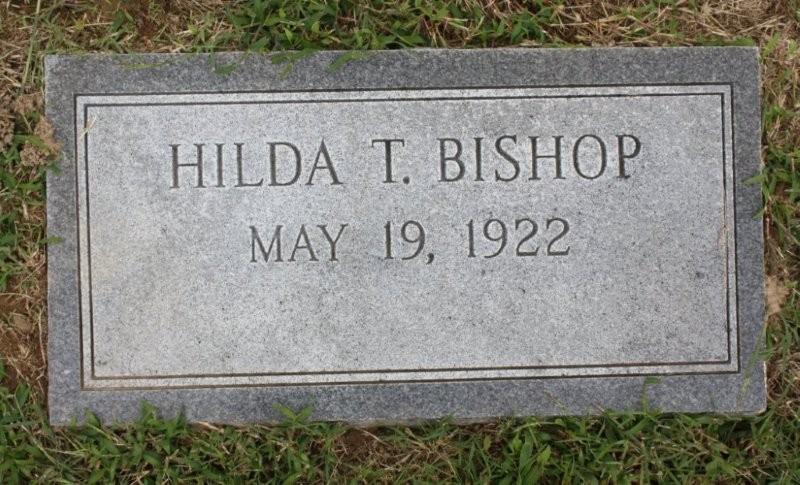 HILDA T. BISHOP
MAY 19, 1922